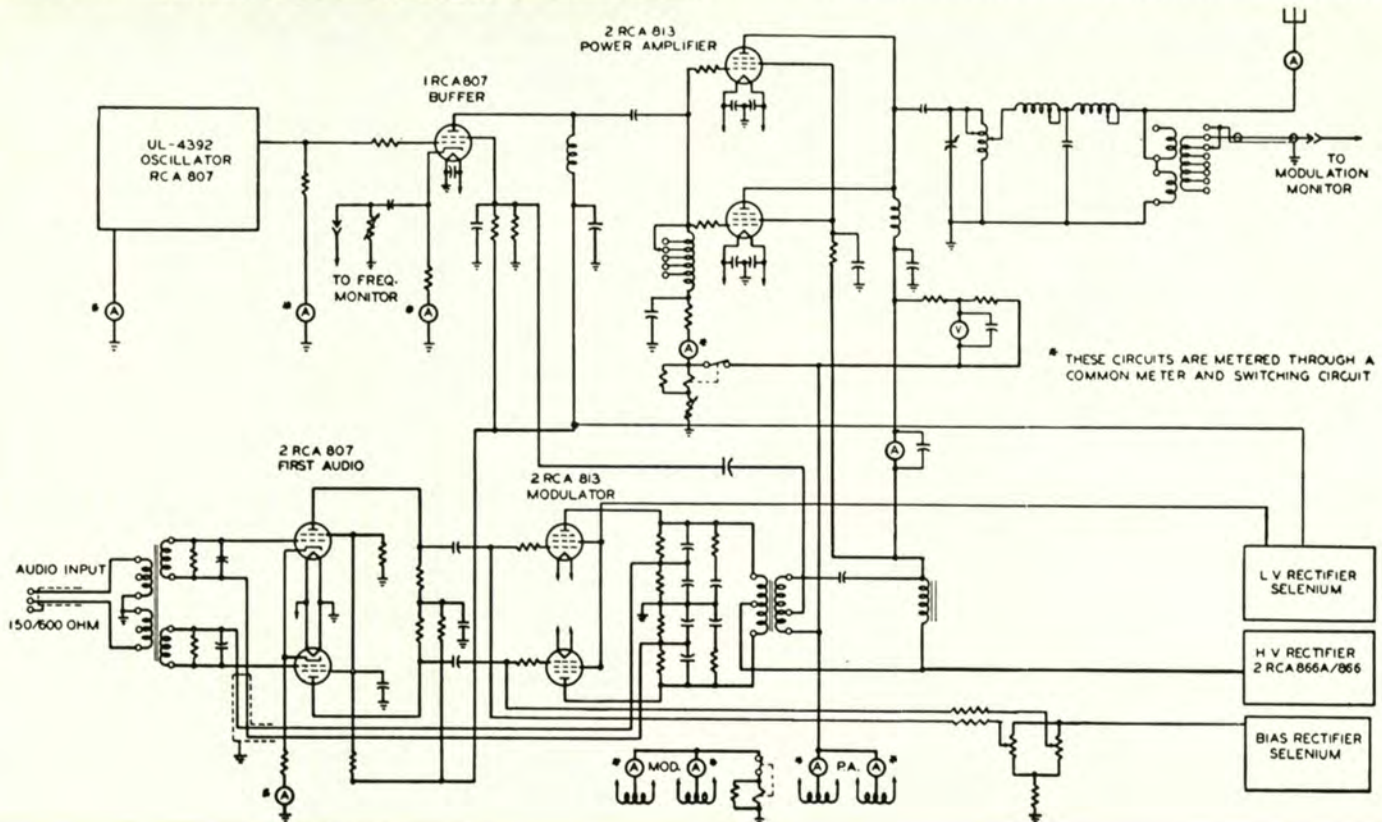 2 RCA 813
POWER AMPLIFIER
1 RCA 807
BUFFER
A
UL-4392
OSCILLATOR
RCA 807
TO
MODULATION
MONITOR
TO FREQ.
MONITOR
* A
* A
* A
A *
V
* THESE CIRCUITS ARE METERED THROUGH A
COMMON METER AND SWITCHING CIRCUIT
A
2 RCA 807
FIRST AUDIO
2 RCA 813
MODULATOR
AUDIO INPUT
150/600 OHM
L V RECTIFIER
SELENIUM
H V RECTIFIER
2 RCA 866A/866
BIAS RECTIFIER
SELENIUM
* A MOD. A *
* A P.A. A *
* A